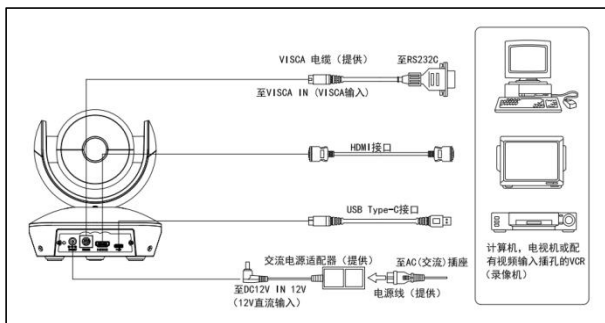 VISCA 电缆（提供）
至RS232C
至VISCA IN (VISCA输入)
HDMI接口
USB Type-C接口
交流电源适配器（提供）
至AC(交流)插座
至DC12V IN 12V
(12V直流输入)
电源线（提供）
计算机，电视机或配
有视频输入插孔的VCR
（录像机）